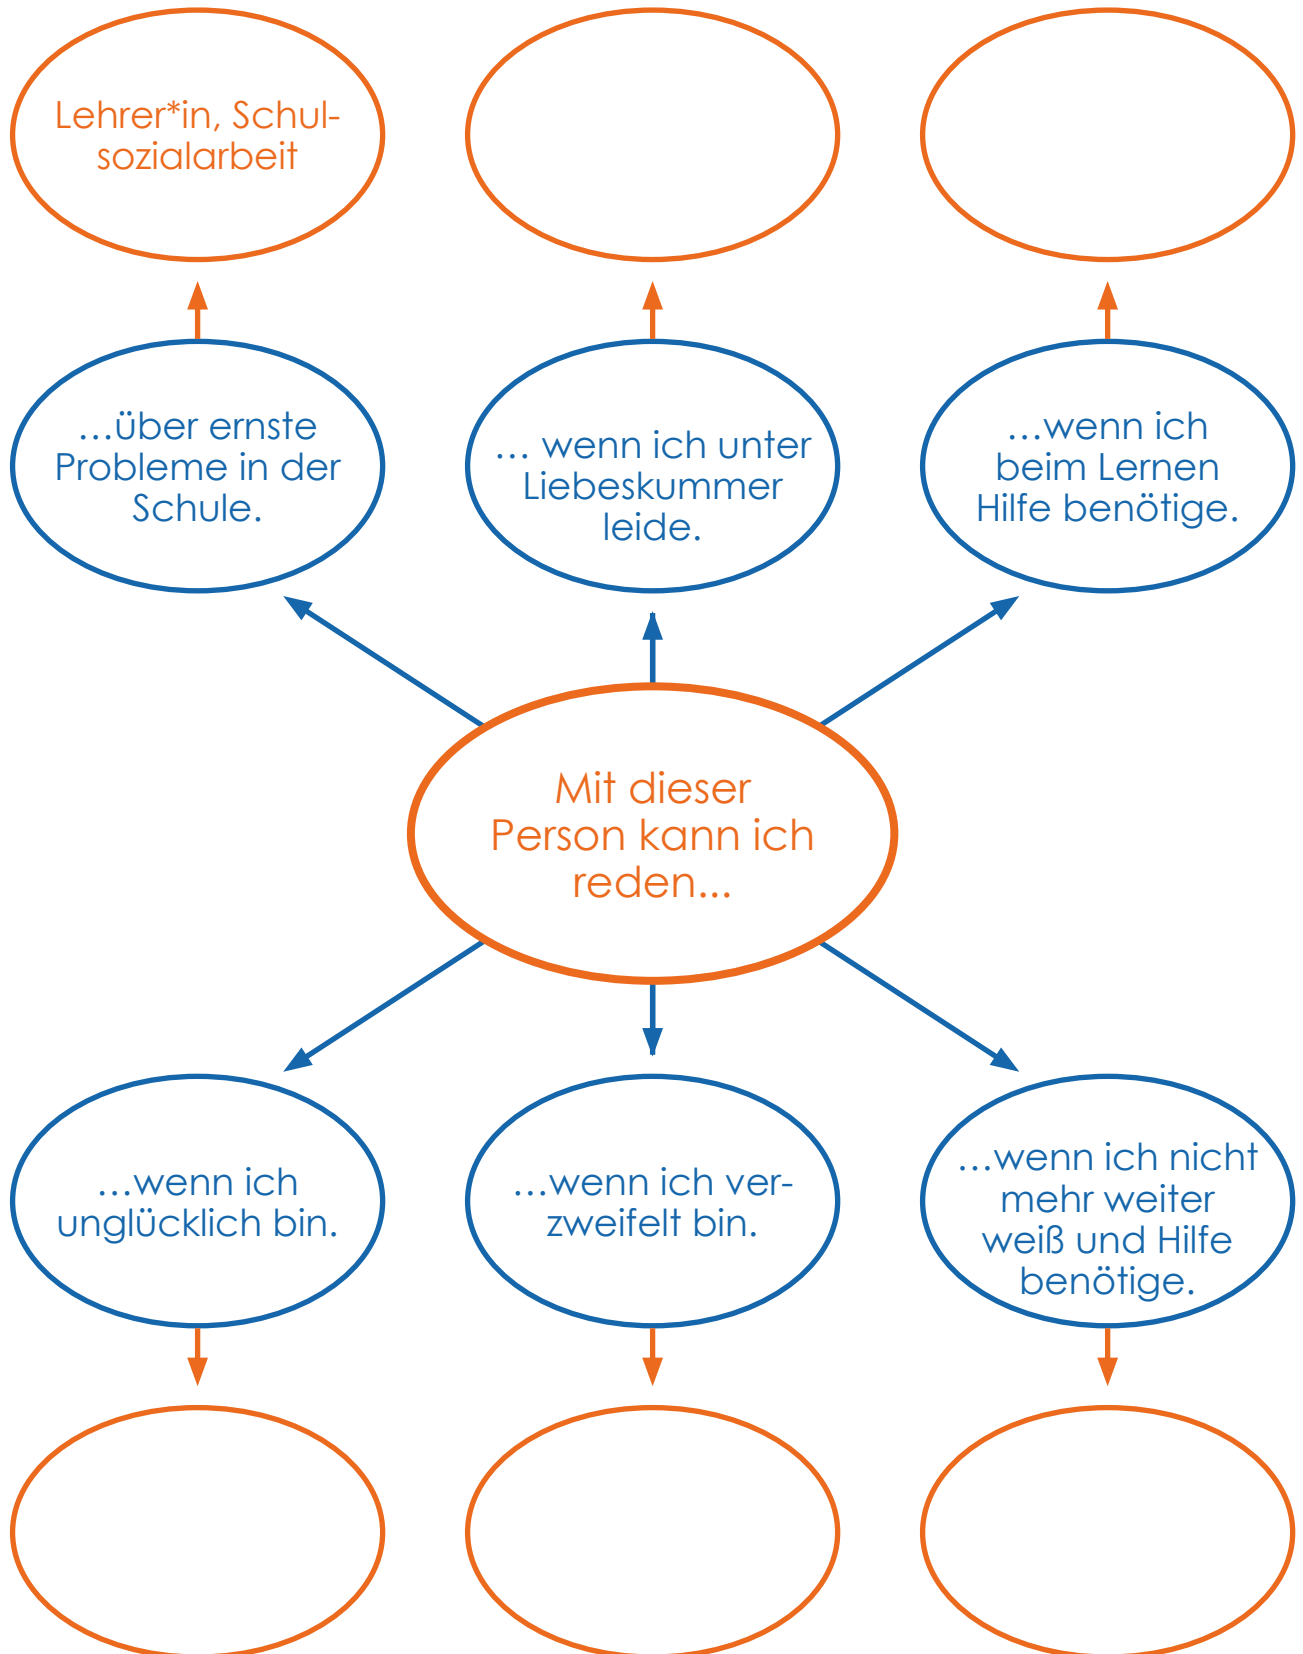 Lehrer*in, Schul-
sozialarbeit
…über ernste
Probleme in der
Schule.
… wenn ich unter
Liebeskummer
leide.
…wenn ich
beim Lernen
Hilfe benötige.
Mit dieser
Person kann ich
reden...
…wenn ich
unglücklich bin.
…wenn ich ver-
zweifelt bin.
…wenn ich nicht
mehr weiter
weiß und Hilfe
benötige.